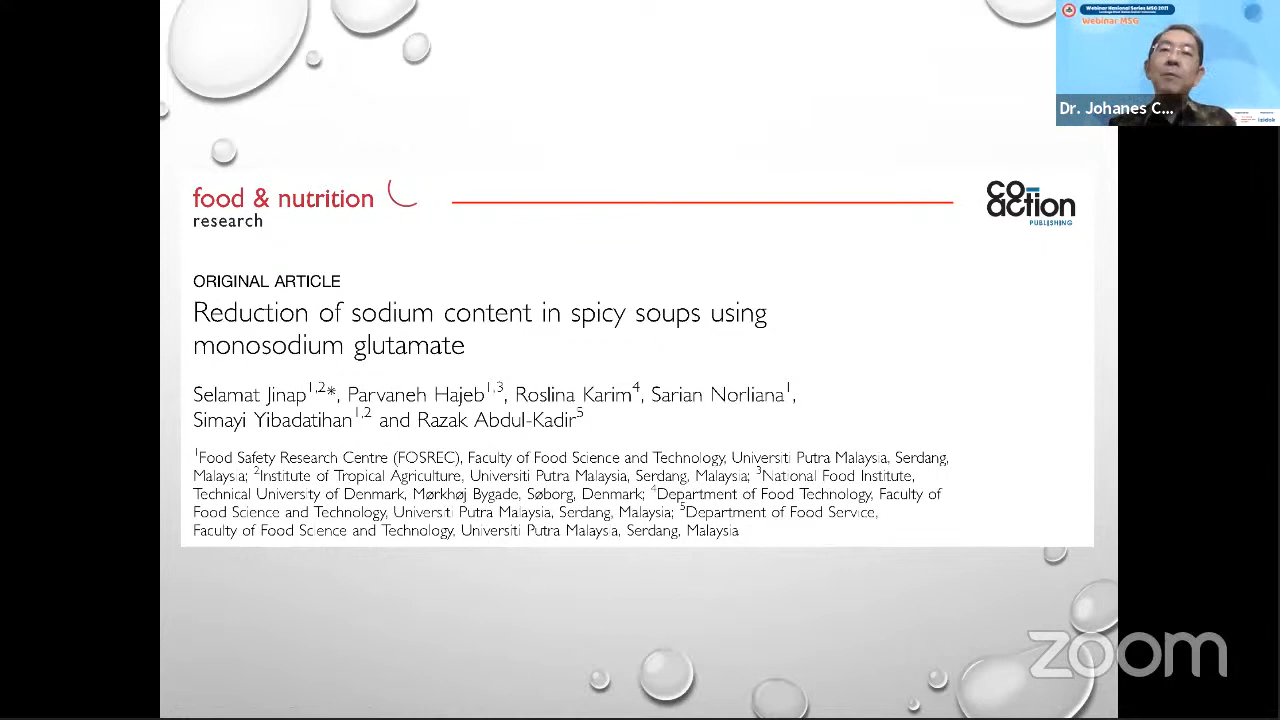 Webinar Nasional Series MSG 2021
Webinar MSG
Dr. Johanes C...
food & nutrition
research
co-
action
PUBLISHING
ORIGINAL ARTICLE
Reduction of sodium content in spicy soups using
monosodium glutamate
Selamat Jinap1,2*, Parvaneh Hajeb1,3, Roslina Karim4, Sarian Norliana1,
Simayi Yibadatihan1,2 and Razak Abdul-Kadir5
1Food Safety Research Centre (FOSREC), Faculty of Food Science and Technology, Universiti Putra Malaysia, Serdang,
Malaysia; 2Institute of Tropical Agriculture, Universiti Putra Malaysia, Serdang, Malaysia; 3National Food Institute,
Technical University of Denmark, Mørkhøj Bygade, Søborg, Denmark; 4Department of Food Technology, Faculty of
Food Science and Technology, Universiti Putra Malaysia, Serdang, Malaysia; 5Department of Food Service,
Faculty of Food Science and Technology, Universiti Putra Malaysia, Serdang, Malaysia
zoom